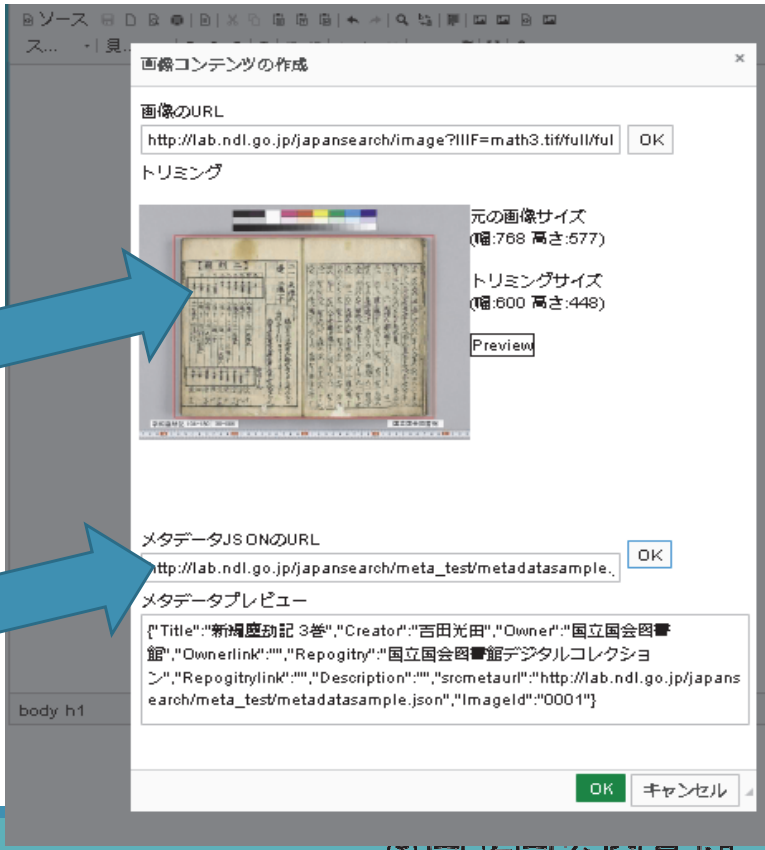 ソース
ス...
見...
画像コンテンツの作成
×
画像のURL
http://lab.ndl.go.jp/japansearch/image?IIIF=math3.tif/full/ful
OK
トリミング
元の画像サイズ
(幅:768 高さ:577)
トリミングサイズ
(幅:600 高さ:448)
Preview
メタデータJSONのURL
http://lab.ndl.go.jp/japansearch/meta_test/metadatasample.
OK
メタデータプレビュー
{"Title":"新編塵劫記 3巻","Creator":"吉田光由","Owner":"国立国会図書
館","Ownerlink":"","Repogitry":"国立国会図書館デジタルコレクショ
ン","Repogitrylink":"","Description":"","srcmetaurl":"http://lab.ndl.go.jp/japans
earch/meta_test/metadatasample.json","ImageId":"0001"}
body h1
OK
キャンセル